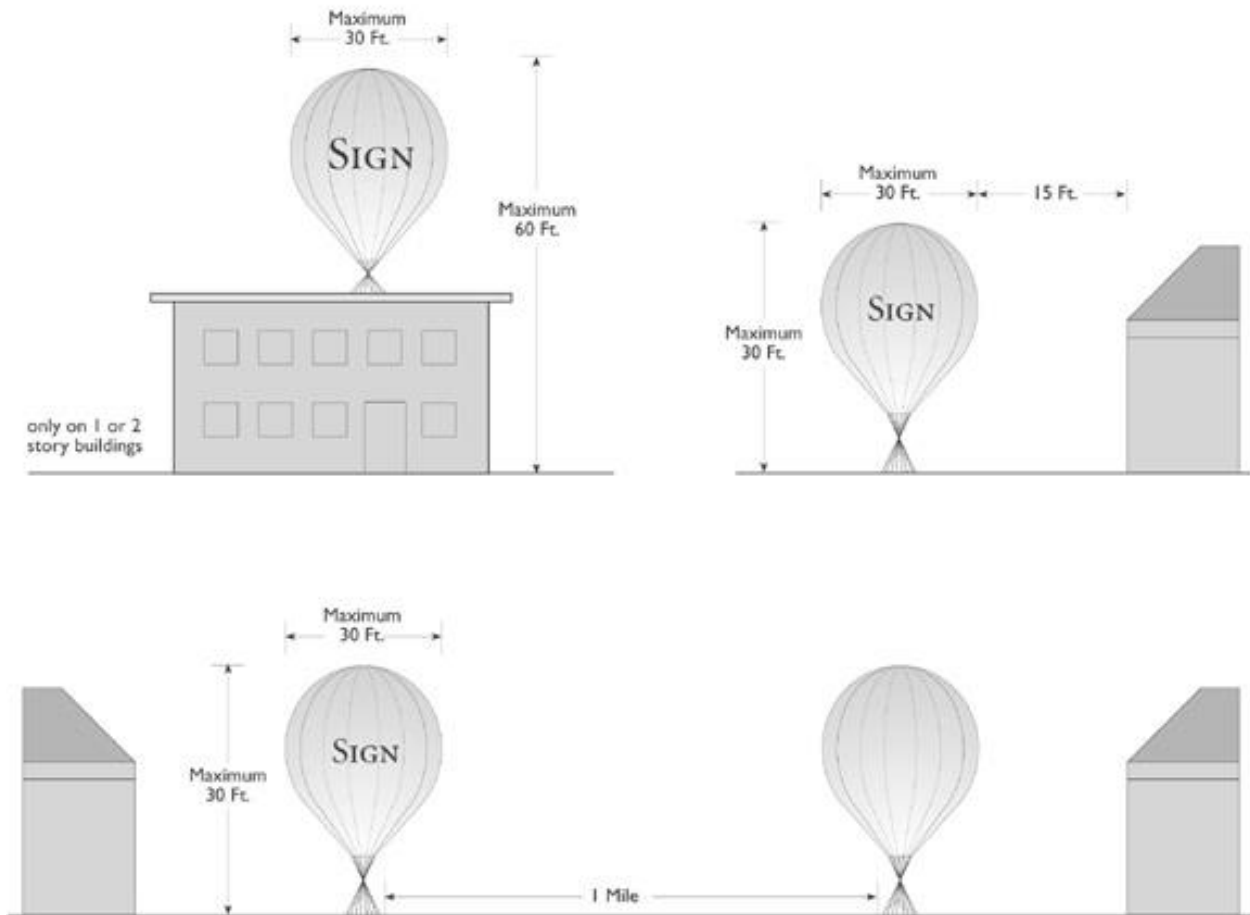 Maximum
30 Ft.
SIGN
Maximum
60 Ft.
only on 1 or 2
story buildings
Maximum
30 Ft.
15 Ft.
SIGN
Maximum
30 Ft.
Maximum
30 Ft.
SIGN
Maximum
30 Ft.
1 Mile